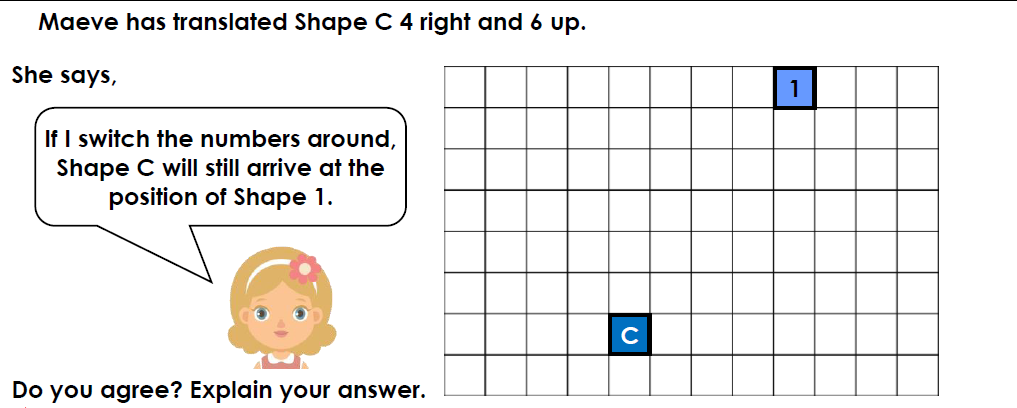 Maeve has translated Shape C 4 right and 6 up.
She says,
If I switch the numbers around,
Shape C will still arrive at the
position of Shape 1.
1
C
Do you agree? Explain your answer.